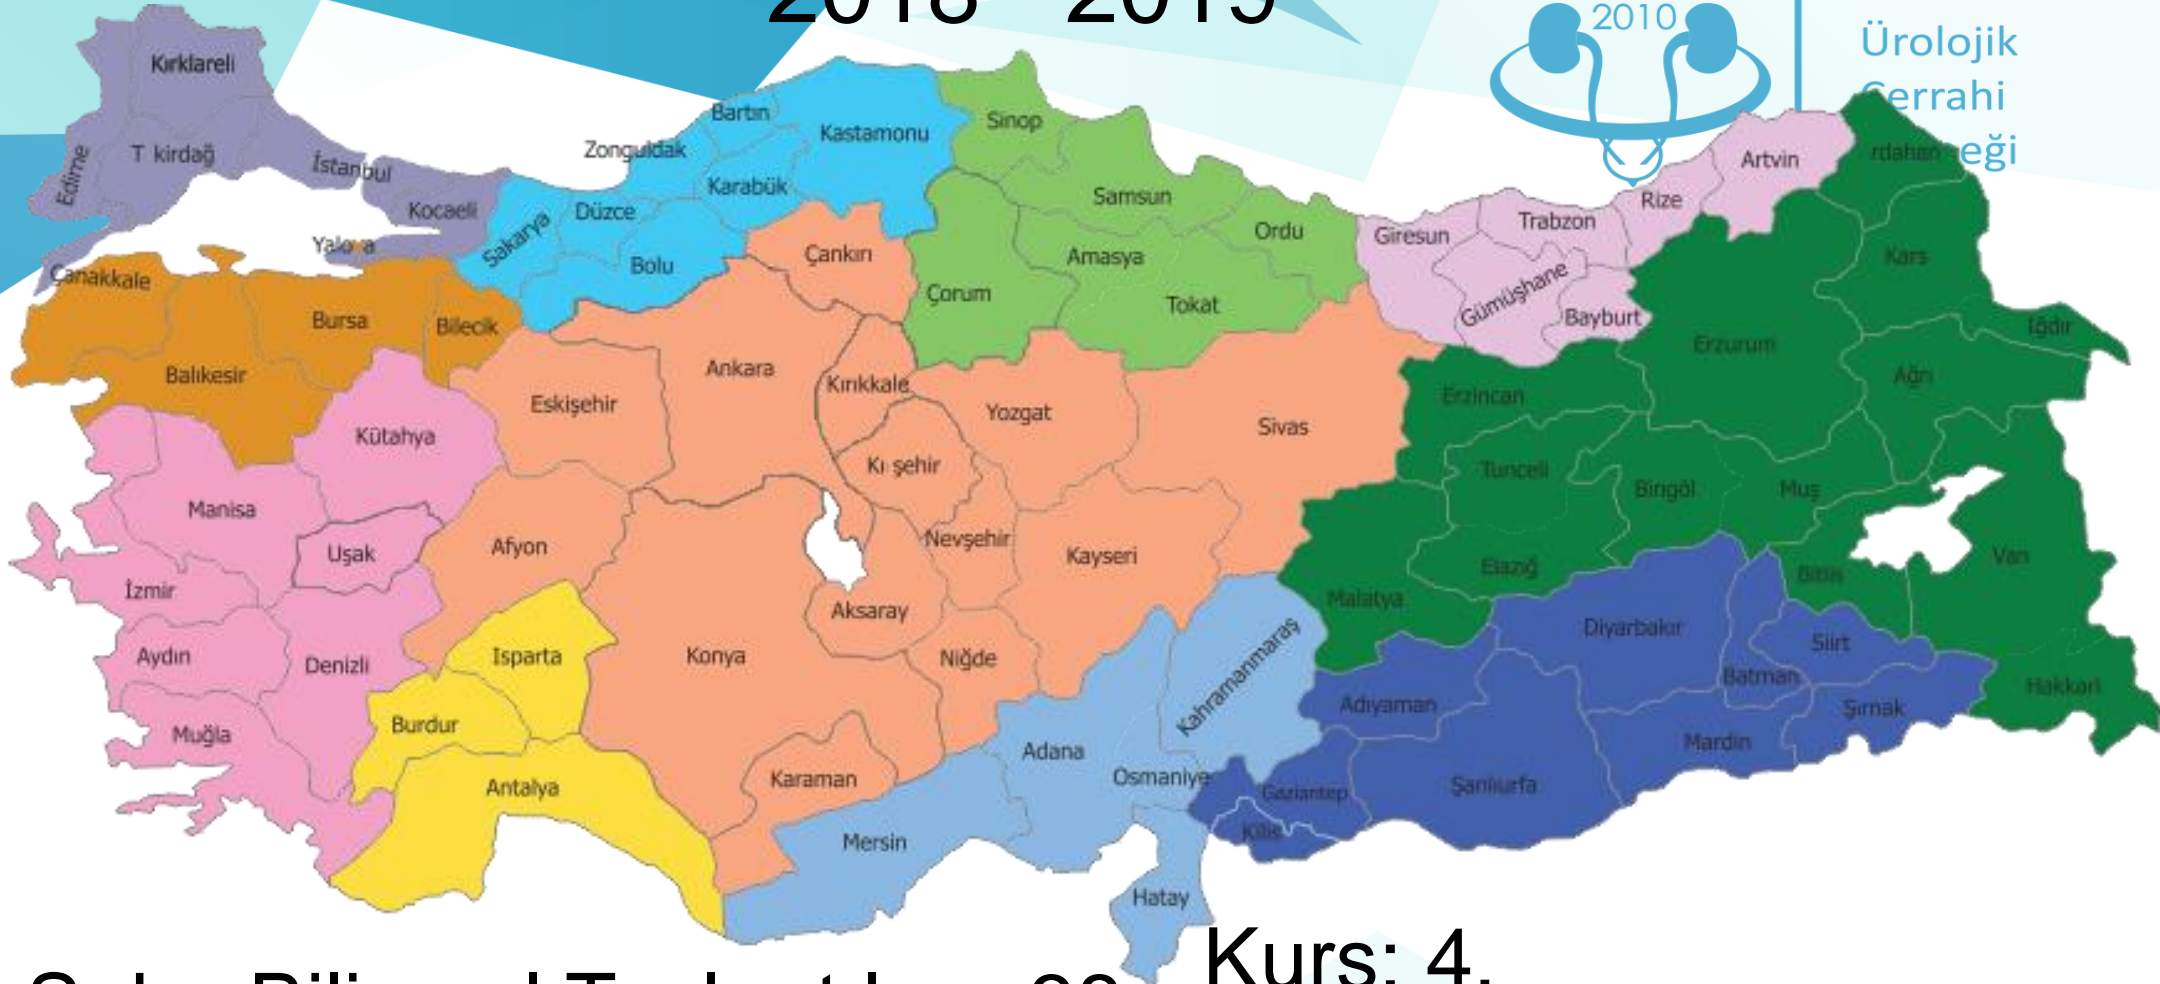 2018 2019
2010
Ürolojik
Cerrahi
eği
Kırklareli
T kirdağ
Edirne
İstanbul
Kocaeli
Yalo a
Çanakkale
Bursa
Bilecik
Balıkesir
Sakarya
Düzce
Bolu
Zonguldak
Bartın
Karabük
Kastamonu
Çankırı
Sinop
Samsun
Ordu
Amasya
Çorum
Tokat
Giresun
Trabzon
Rize
Artvin
Gümüşhane
Bayburt
rdahan
Kars
Iğdır
Erzurum
Ağrı
Erzincan
Tunceli
Bingöl
Muş
Elazığ
Malatya
Bitlis
Van
Hakkari
Kütahya
Manisa
Uşak
İzmir
Aydın
Denizli
Muğla
Eskişehir
Ankara
Kırıkkale
Yozgat
Sivas
Kı şehir
Nevşehir
Kayseri
Afyon
Konya
Aksaray
Niğde
Karaman
Isparta
Burdur
Antalya
Mersin
Adana
Osmaniye
Kahramanmaraş
Hatay
Adıyaman
Gaziantep
Kilis
Şanlıurfa
Diyarbakır
Batman
Siirt
Şırnak
Mardin
Kurs: 4.